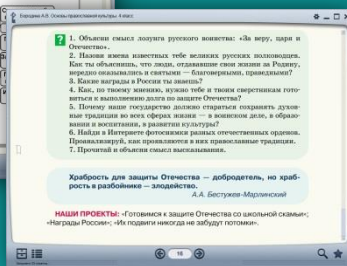 Бородина А.В. Основы православной культуры. 4 класс
1. Объясни смысл лозунга русского воинства: «За веру, царя и
Отечество».
2. Назови имена известных тебе великих русских полководцев.
Как ты объяснишь, что люди, отдававшие свои жизни за Родину,
нередко оказывались и святыми — благоверными, праведными?
3. Какие награды в России ты знаешь?
4. Как, по твоему мнению, нужно тебе и твоим сверстникам гото-
виться к выполнению долга по защите Отечества?
5. Почему наше государство должно стараться сохранять духов-
ные традиции во всех сферах жизни — в воинском деле, в образо-
вании и воспитании, в развитии культуры?
6. Найди в Интернете фотоснимки разных отечественных орденов.
Проанализируй, как проявляются в них православные традиции.
7. Прочитай и объясни смысл высказывания.
Храбрость для защиты Отечества — добродетель, но храб-
рость в разбойнике — злодейство.
А.А. Бестужев-Марлинский
НАШИ ПРОЕКТЫ: «Готовимся к защите Отечества со школьной скамьи»;
«Награды России»; «Их подвиги никогда не забудут потомки».
16